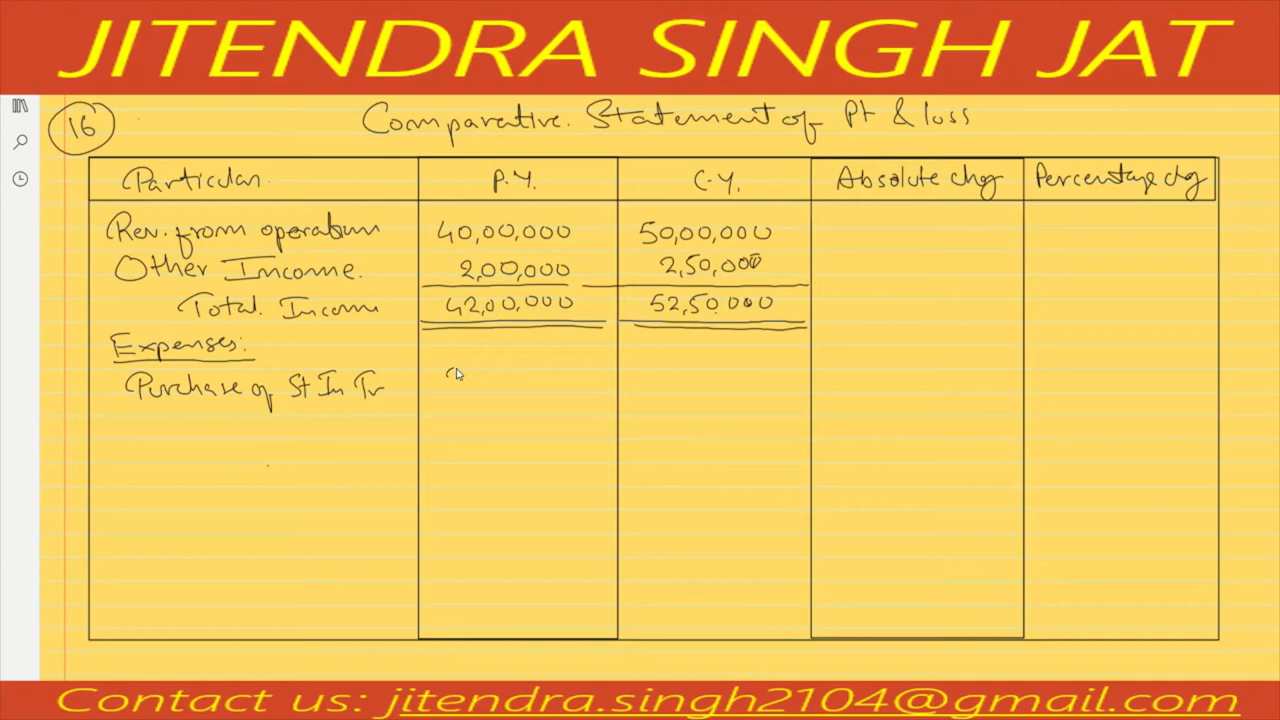 JITENDRA SINGH JAT
16
Comparative Statement of Pt & loss
Particular P.Y. C-Y. Absolute chg Percentage chg
Rev. from operation 40,00,000 50,00,000
Other Income. 2,00,000 2,50,000
Total Income 42,00,000 52,50,000
Expenses:
Purchase of St In Tr
Contact us: jitendra.singh2104@gmail.com